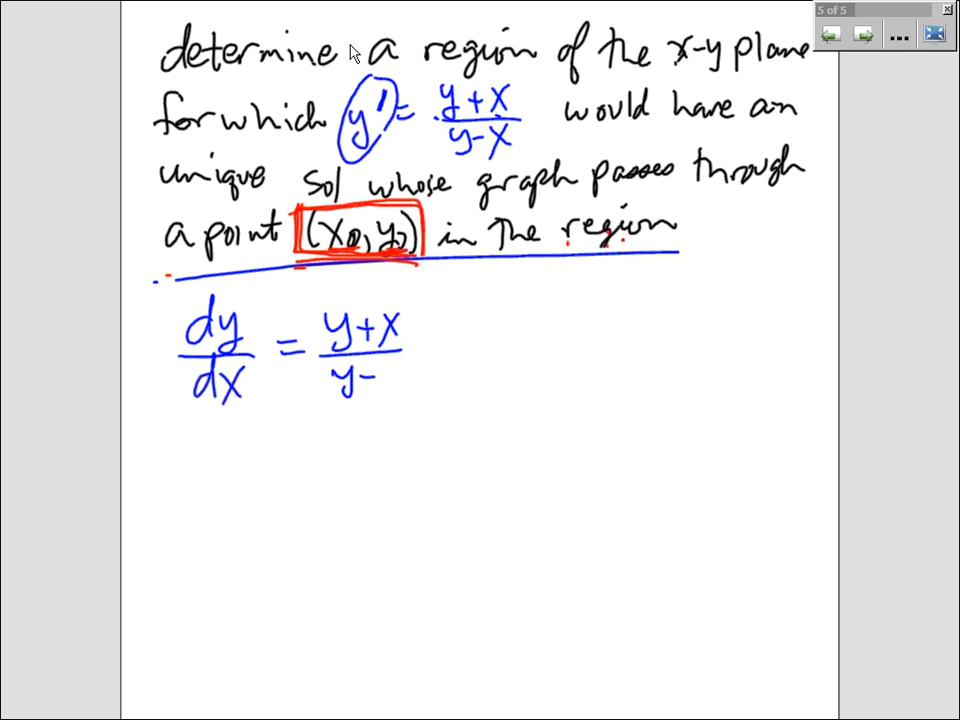 5 of 5
determine a region of the x-y plane
for which y' = y+x / y-x would have an
unique sol whose graph passes through
a point (x0, y0) in the region
dy/dx = y+x / y-